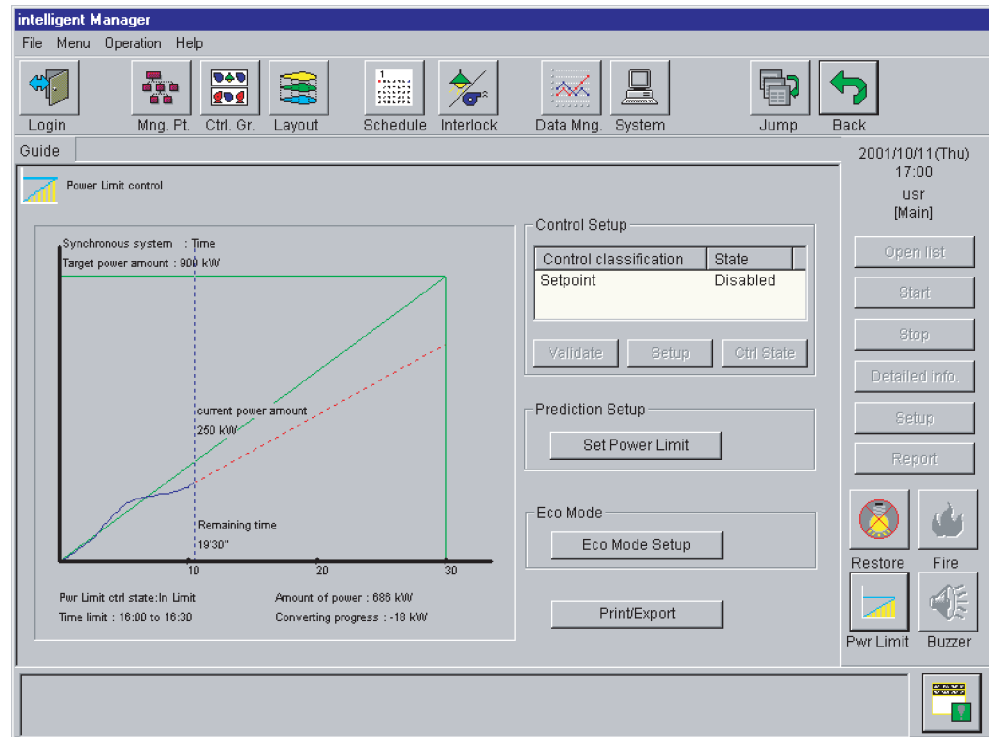 intelligent Manager
File Menu Operation Help
Login Mng. Pt. Ctrl. Gr. Layout Schedule Interlock Data Mng. System Jump Back
Guide
Power Limit control
Synchronous system : Time
Target power amount : 900 kW
current power amount
250 kW
Remaining time
19'30"
10 20 30
Pwr Limit ctrl state:In Limit Amount of power : 686 kW
Time limit : 16:00 to 16:30 Converting progress : -18 kW
Control Setup
Control classification State
Setpoint Disabled
Validate Setup Ctrl State
Prediction Setup
Set Power Limit
Eco Mode
Eco Mode Setup
Print/Export
2001/10/11(Thu)
17:00
usr
[Main]
Open list
Start
Stop
Detailed info.
Setup
Report
Restore Fire
Pwr Limit Buzzer